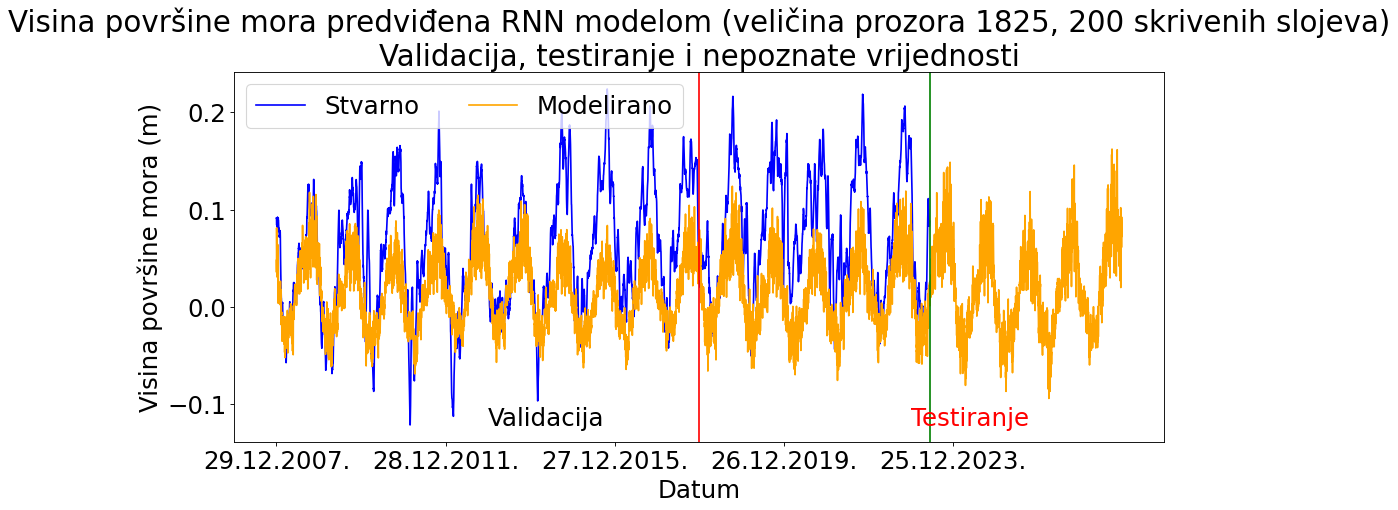 Visina površine mora predviđena RNN modelom (veličina prozora 1825, 200 skrivenih slojeva)
Validacija, testiranje i nepoznate vrijednosti
Stvarno
Modelirano
Visina površine mora (m)
0.2
0.1
0.0
−0.1
Validacija
Testiranje
29.12.2007.
28.12.2011.
27.12.2015.
26.12.2019.
25.12.2023.
Datum